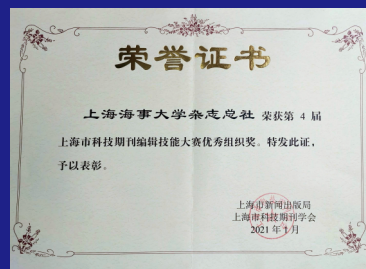 荣誉证书
上海海事大学杂志总社 荣获第 4 届
上海市科技期刊编辑技能大赛优秀组织奖。特发此证，
予以表彰。
上海市新闻出版局
上海市科技期刊学会
2021 年 1 月